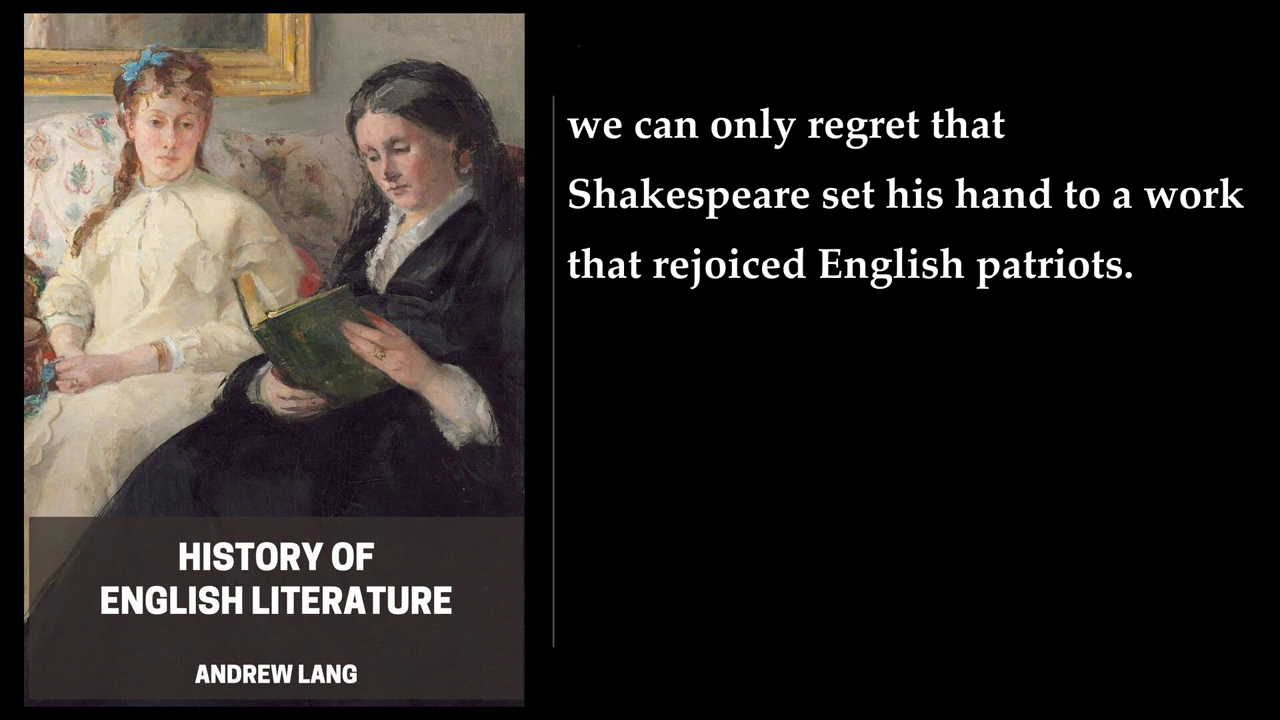 we can only regret that
Shakespeare set his hand to a work
that rejoiced English patriots.
HISTORY OF
ENGLISH LITERATURE
ANDREW LANG